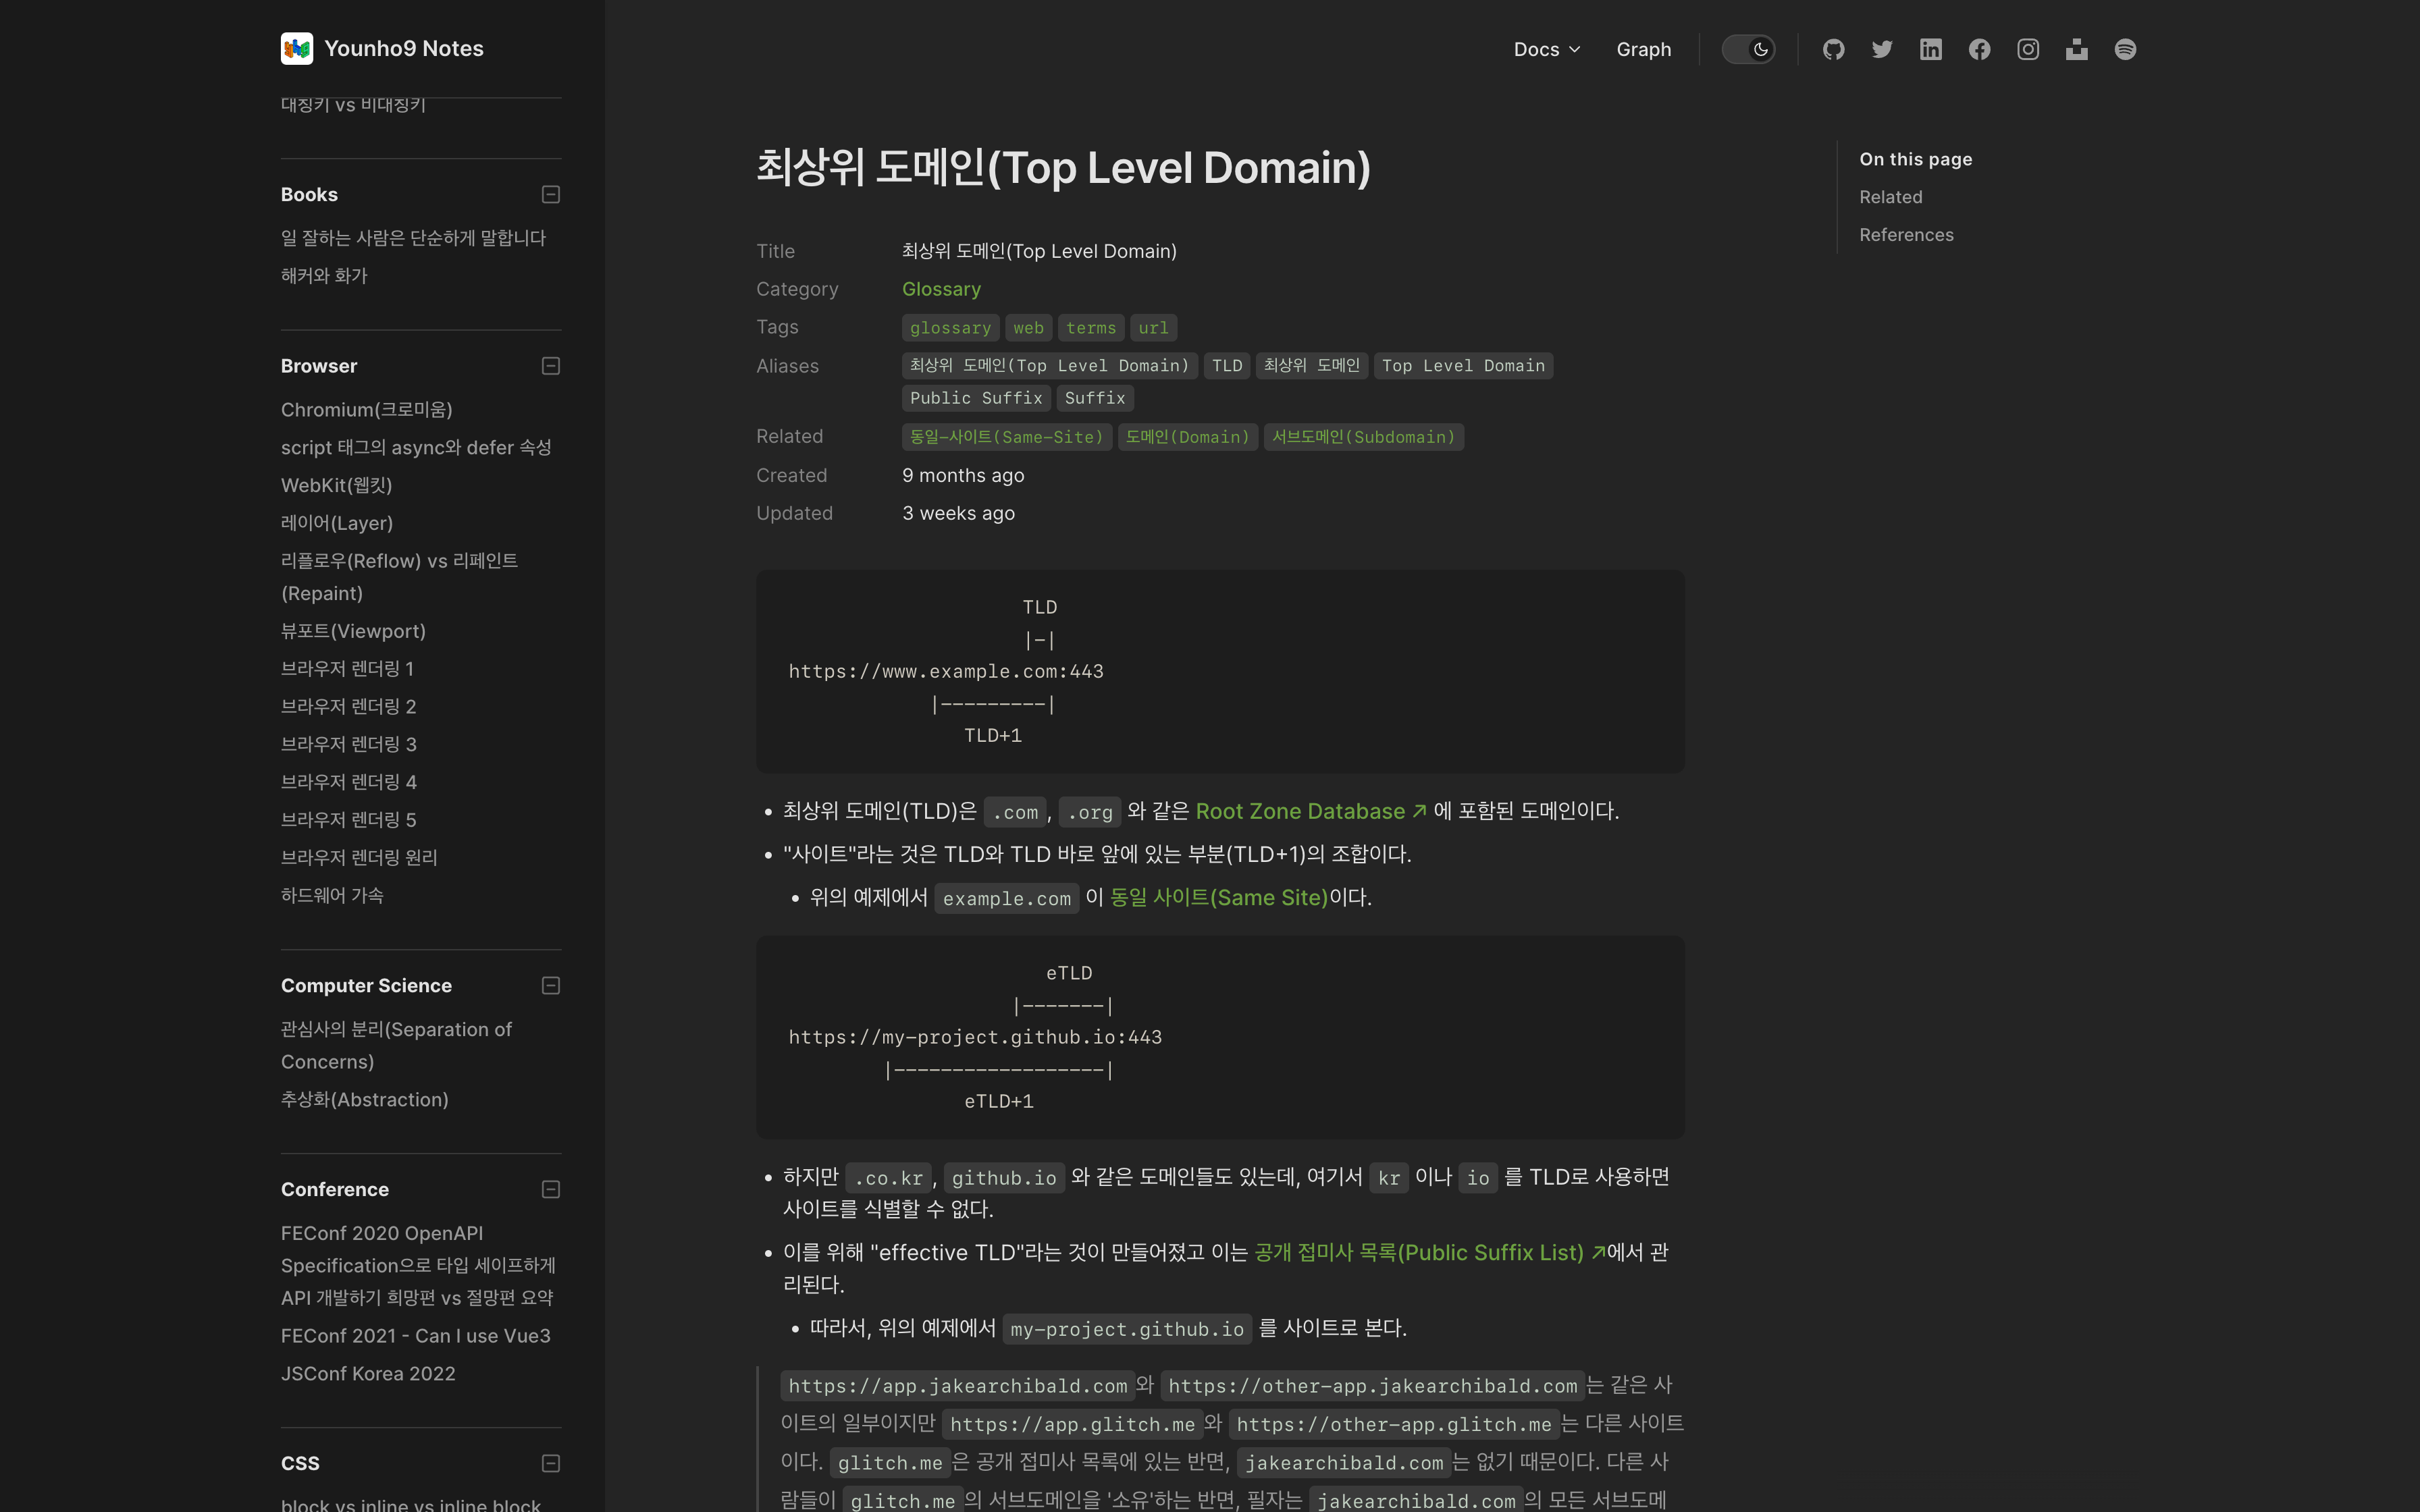 Younho9 Notes
대칭키 vs 비대칭키
Books
일 잘하는 사람은 단순하게 말합니다
해커와 화가
Browser
Chromium(크로미움)
script 태그의 async와 defer 속성
WebKit(웹킷)
레이어(Layer)
리플로우(Reflow) vs 리페인트
(Repaint)
뷰포트(Viewport)
브라우저 렌더링 1
브라우저 렌더링 2
브라우저 렌더링 3
브라우저 렌더링 4
브라우저 렌더링 5
브라우저 렌더링 원리
하드웨어 가속
Computer Science
관심사의 분리(Separation of
Concerns)
추상화(Abstraction)
Conference
FEConf 2020 OpenAPI
Specification으로 타입 세이프하게
API 개발하기 희망편 vs 절망편 요약
FEConf 2021 - Can I use Vue3
JSConf Korea 2022
CSS
block vs inline vs inline block
Docs Graph
최상위 도메인(Top Level Domain)
Title 최상위 도메인(Top Level Domain)
Category Glossary
Tags glossary web terms url
Aliases 최상위 도메인(Top Level Domain) TLD 최상위 도메인 Top Level Domain
Public Suffix Suffix
Related 동일-사이트(Same-Site) 도메인(Domain) 서브도메인(Subdomain)
Created 9 months ago
Updated 3 weeks ago
TLD
|-|
https://www.example.com:443
|---------|
TLD+1
• 최상위 도메인(TLD)은 .com, .org 와 같은 Root Zone Database ↗ 에 포함된 도메인이다.
• "사이트"라는 것은 TLD와 TLD 바로 앞에 있는 부분(TLD+1)의 조합이다.
• 위의 예제에서 example.com 이 동일 사이트(Same Site)이다.
eTLD
|-------|
https://my-project.github.io:443
|------------------|
eTLD+1
• 하지만 .co.kr, github.io 와 같은 도메인들도 있는데, 여기서 kr 이나 io 를 TLD로 사용하면
사이트를 식별할 수 없다.
• 이를 위해 "effective TLD"라는 것이 만들어졌고 이는 공개 접미사 목록(Public Suffix List) ↗에서 관
리된다.
• 따라서, 위의 예제에서 my-project.github.io 를 사이트로 본다.
https://app.jakearchibald.com와 https://other-app.jakearchibald.com는 같은 사
이트의 일부이지만 https://app.glitch.me와 https://other-app.glitch.me는 다른 사이트
이다. glitch.me은 공개 접미사 목록에 있는 반면, jakearchibald.com는 없기 때문이다. 다른 사
람들이 glitch.me의 서브도메인을 '소유'하는 반면, 필자는 jakearchibald.com의 모든 서브도메
On this page
Related
References